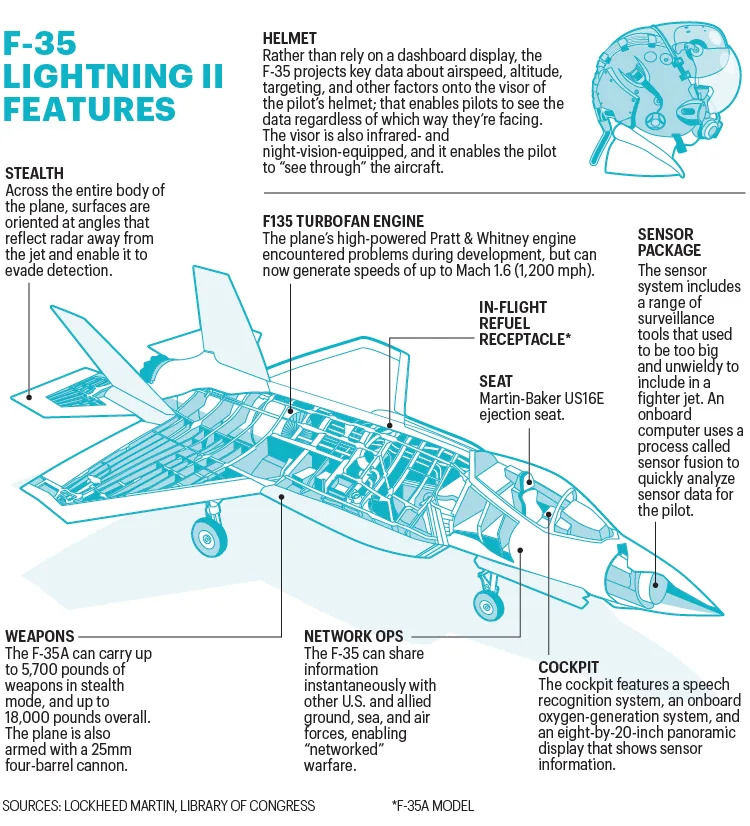 F-35
LIGHTNING II
FEATURES
HELMET
Rather than rely on a dashboard display, the
F-35 projects key data about airspeed, altitude,
targeting, and other factors onto the visor of
the pilot’s helmet; that enables pilots to see the
data regardless of which way they’re facing.
The visor is also infrared- and
night-vision-equipped, and it enables the pilot
to “see through” the aircraft.
STEALTH
Across the entire body of
the plane, surfaces are
oriented at angles that
reflect radar away from
the jet and enable it to
evade detection.
F135 TURBOFAN ENGINE
The plane’s high-powered Pratt & Whitney engine
encountered problems during development, but can
now generate speeds of up to Mach 1.6 (1,200 mph).
SENSOR
PACKAGE
The sensor
system includes
a range of
surveillance
tools that used
to be too big
and unwieldy to
include in a
fighter jet. An
onboard
computer uses a
process called
sensor fusion to
quickly analyze
sensor data for
the pilot.
IN-FLIGHT
REFUEL
RECEPTACLE*
SEAT
Martin-Baker US16E
ejection seat.
WEAPONS
The F-35A can carry up
to 5,700 pounds of
weapons in stealth
mode, and up to
18,000 pounds overall.
The plane is also
armed with a 25mm
four-barrel cannon.
NETWORK OPS
The F-35 can share
information
instantaneously with
other U.S. and allied
ground, sea, and air
forces, enabling
“networked”
warfare.
COCKPIT
The cockpit features a speech
recognition system, an onboard
oxygen-generation system, and
an eight-by-20-inch panoramic
display that shows sensor
information.
SOURCES: LOCKHEED MARTIN, LIBRARY OF CONGRESS
*F-35A MODEL